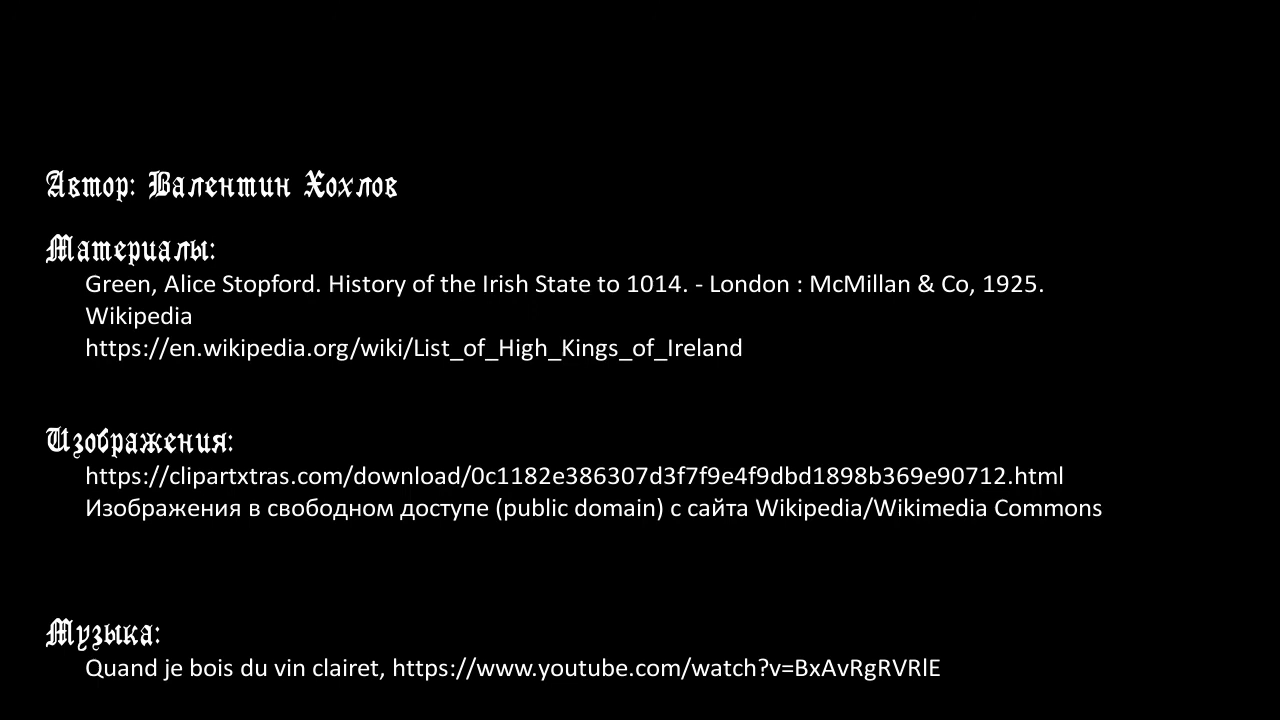 Автор: Валентин Хохлов
Материалы:
Green, Alice Stopford. History of the Irish State to 1014. - London : McMillan & Co, 1925.
Wikipedia
https://en.wikipedia.org/wiki/List_of_High_Kings_of_Ireland
Изображения:
https://clipartxtras.com/download/0c1182e386307d3f7f9e4f9dbd1898b369e90712.html
Изображения в свободном доступе (public domain) с сайта Wikipedia/Wikimedia Commons
Музыка:
Quand je bois du vin clairet, https://www.youtube.com/watch?v=BxAvRgRVRlE